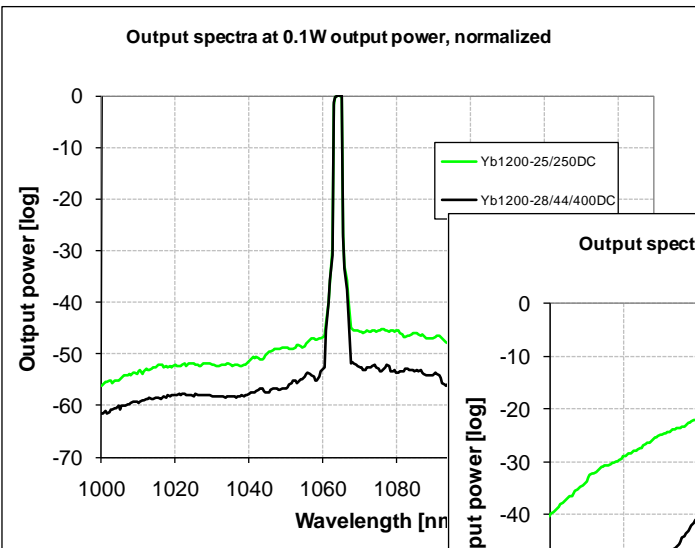 Output spectra at 0.1W output power, normalized
0
-10
-20
-30
-40
-50
-60
-70
Output power [log]
1000 1020 1040 1060 1080
Wavelength [nm
Yb1200-25/250DC
Yb1200-28/44/400DC
Output spect
0
-10
-20
-30
-40
put power [log]